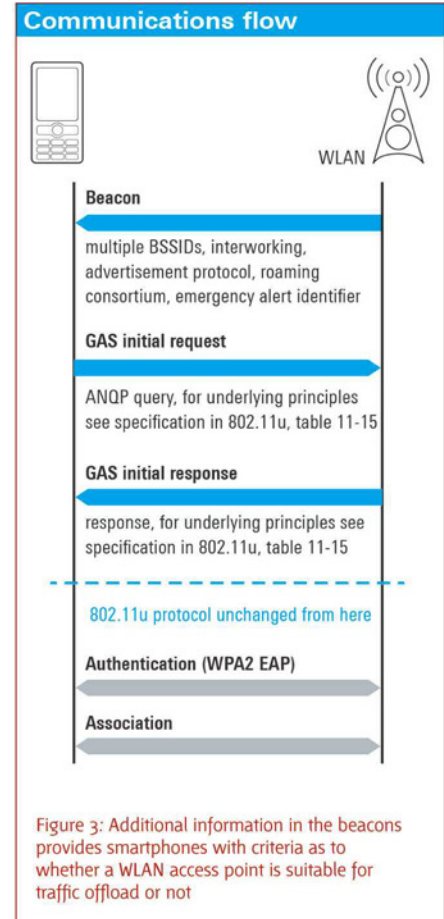 Communications flow
WLAN
Beacon
multiple BSSIDs, interworking,
advertisement protocol, roaming
consortium, emergency alert identifier
GAS initial request
ANQP query, for underlying principles
see specification in 802.11u, table 11-15
GAS initial response
response, for underlying principles see
specification in 802.11u, table 11-15
802.11u protocol unchanged from here
Authentication (WPA2 EAP)
Association
Figure 3: Additional information in the beacons
provides smartphones with criteria as to
whether a WLAN access point is suitable for
traffic offload or not